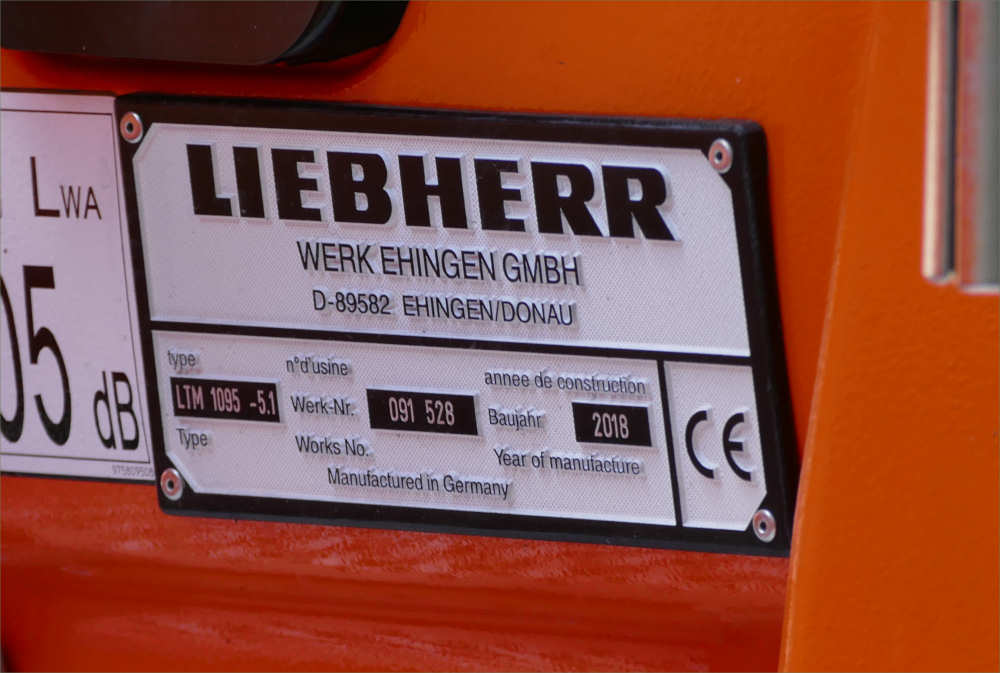 LWA
05
dB
LIEBHERR
WERK EHINGEN GMBH
D-89582 EHINGEN/DONAU
type n°d'usine annee de construction
LTM 1095 -5.1 Werk-Nr. 091 528 Baujahr 2018
Type Works No. Year of manufacture
Manufactured in Germany
CE